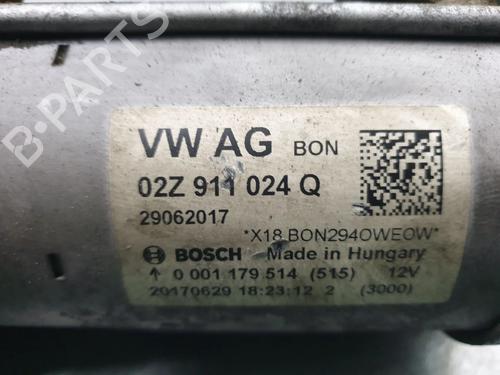 VW AG BON
02Z 911 024 Q
29062017
*X18 BON2940WE0W*
BOSCH Made in Hungary
↑ 0 001 179 514 (515) 12V
20170629 18:23:12 2 (3000)
B-PARTS